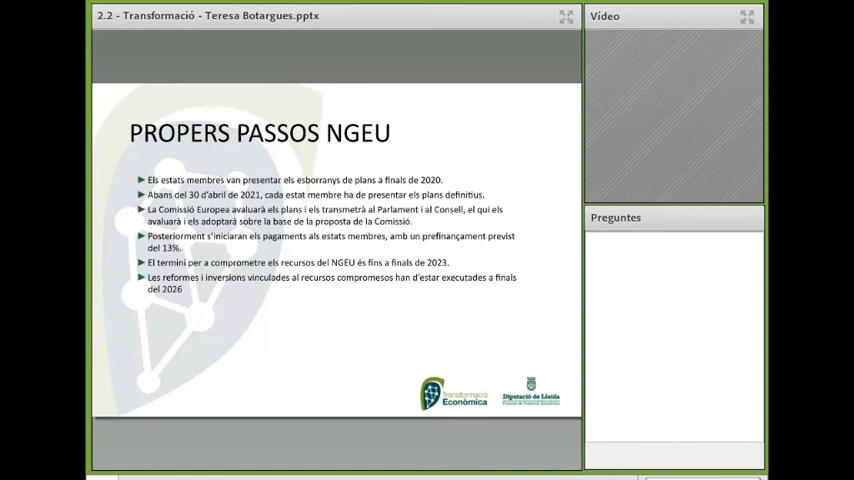 2.2 - Transformació - Teresa Botargues.pptx
Vídeo
PROPERS PASSOS NGEU
Els estats membres van presentar els esborranys de plans a finals de 2020.
Abans del 30 d'abril de 2021, cada estat membre ha de presentar els plans definitius.
La Comissió Europea avaluarà els plans i els transmetrà al Parlament i al Consell, el qui els
avaluarà i els adoptarà sobre la base de la proposta de la Comissió.
Posteriorment s'iniciaran els pagaments als estats membres, amb un prefinançament previst
del 13%.
El termini per a comprometre els recursos del NGEU és fins a finals de 2023.
Les reformes i inversions vinculades al recursos compromesos han d'estar executades a finals
del 2026
Preguntes
Transformació
Econòmica
Diputació de Lleida